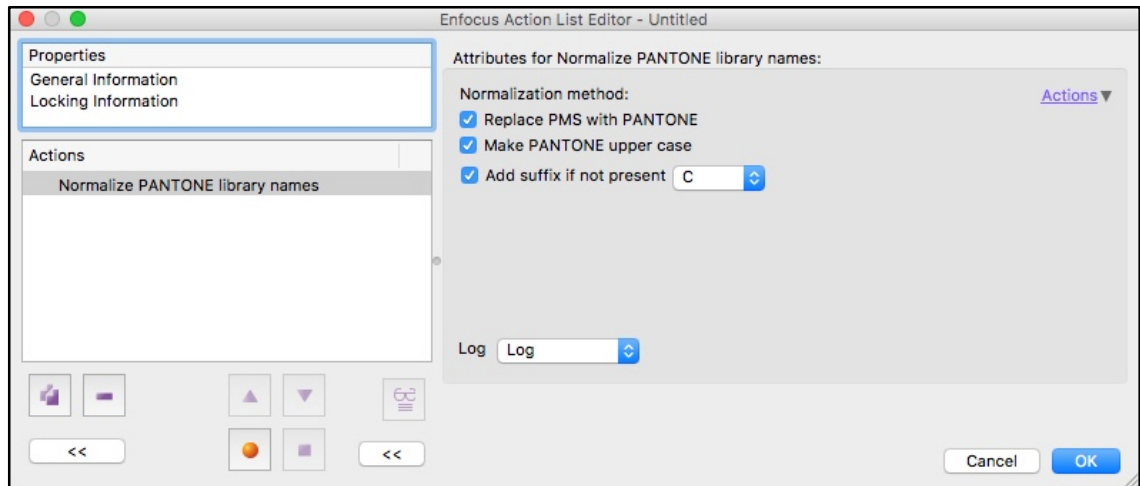 Enfocus Action List Editor - Untitled
Properties
General Information
Locking Information
Actions
Normalize PANTONE library names
<<
<<
Attributes for Normalize PANTONE library names:
Normalization method:
Actions▼
Replace PMS with PANTONE
Make PANTONE upper case
Add suffix if not present C
Log Log
Cancel OK